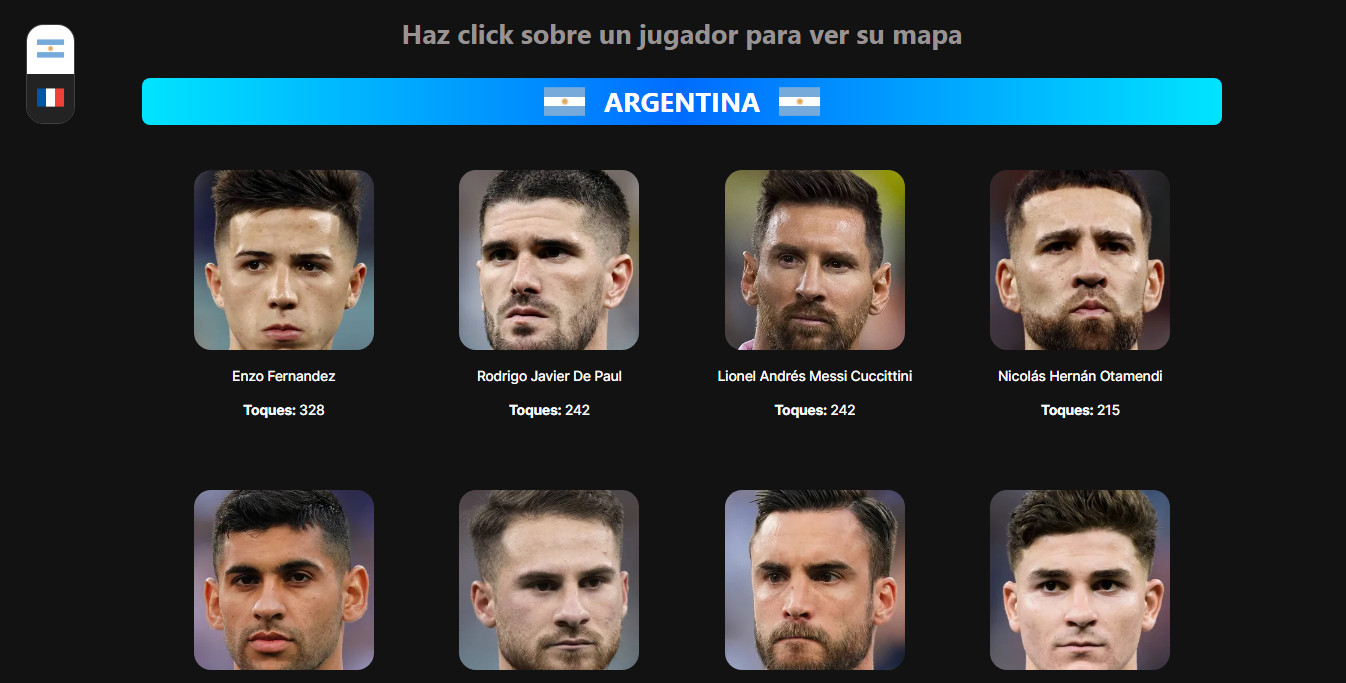 Haz click sobre un jugador para ver su mapa
ARGENTINA
Enzo Fernandez
Rodrigo Javier De Paul
Lionel Andrés Messi Cuccittini
Nicolás Hernán Otamendi
Toques: 328
Toques: 242
Toques: 242
Toques: 215